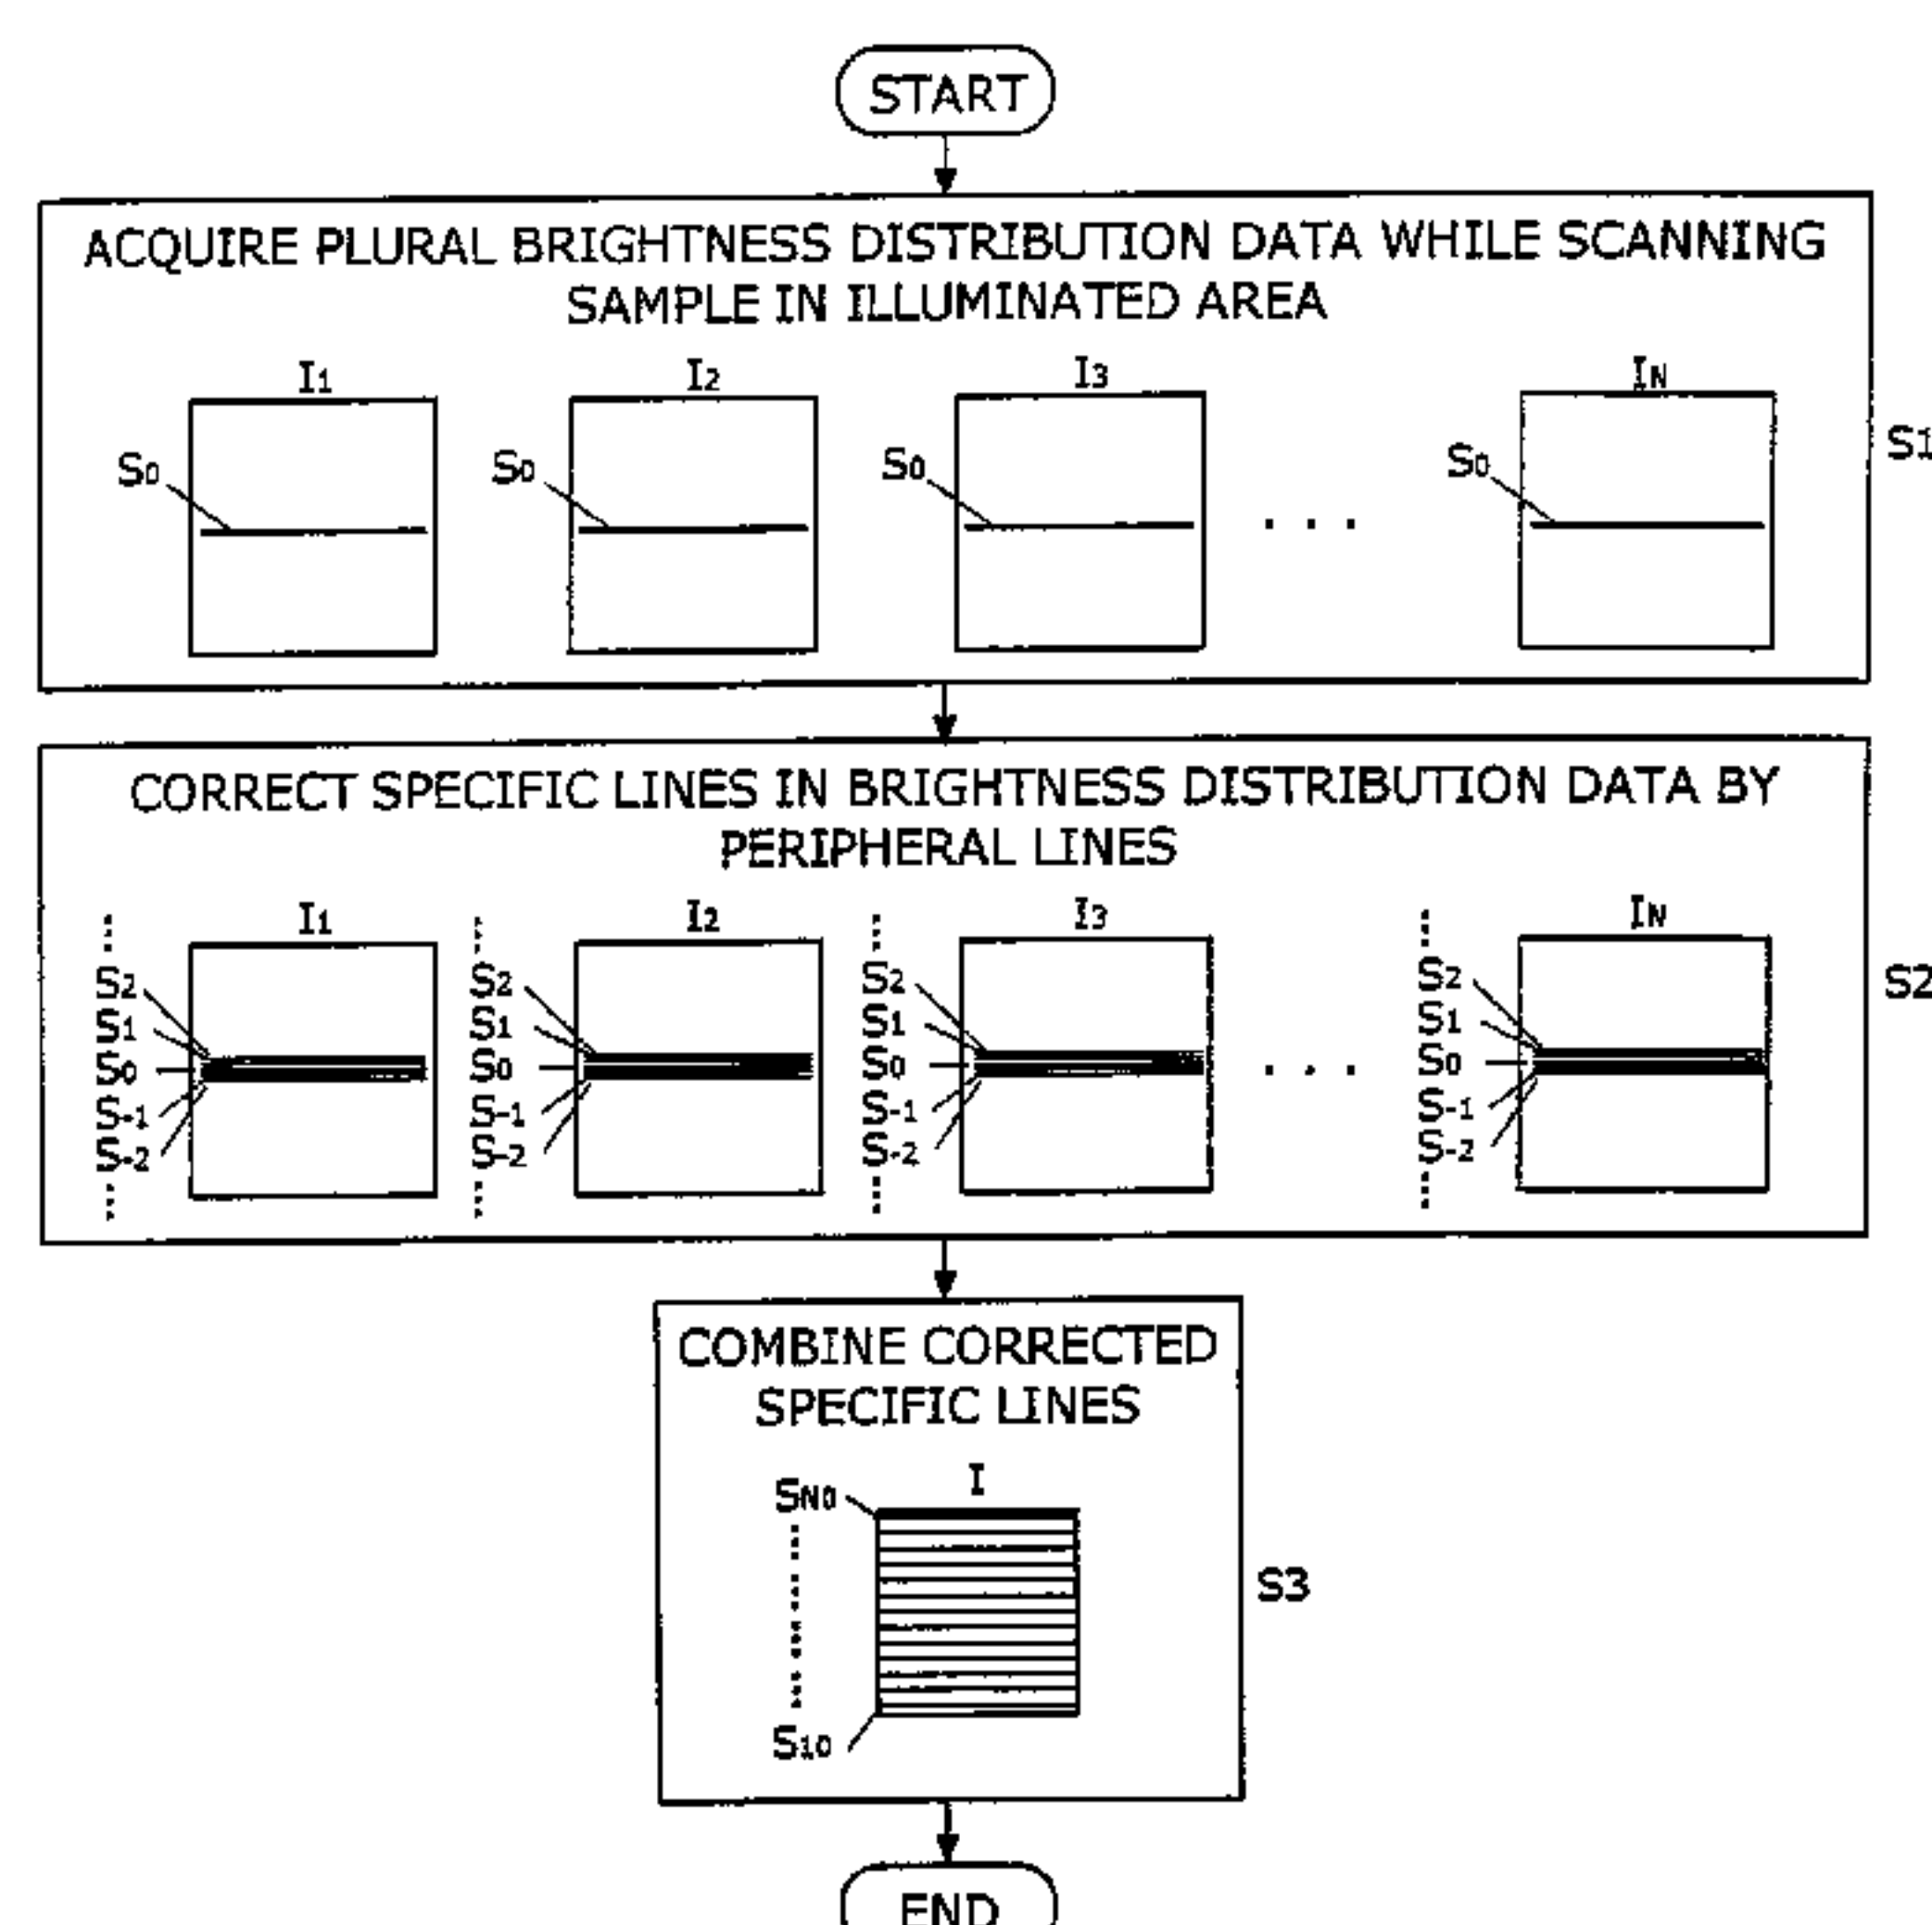 START
ACQUIRE PLURAL BRIGHTNESS DISTRIBUTION DATA WHILE SCANNING
SAMPLE IN ILLUMINATED AREA
I1 I2 I3 IN
S0 S0 S0 S0
. . .
S1
CORRECT SPECIFIC LINES IN BRIGHTNESS DISTRIBUTION DATA BY
PERIPHERAL LINES
I1 I2 I3 IN
S2 S2 S2 S2
S1 S1 S1 S1
S0 S0 S0 . . . S0
S-1 S-1 S-1 S-1
S-2 S-2 S-2 S-2
S2
COMBINE CORRECTED
SPECIFIC LINES
I
SN0
S10
S3
END